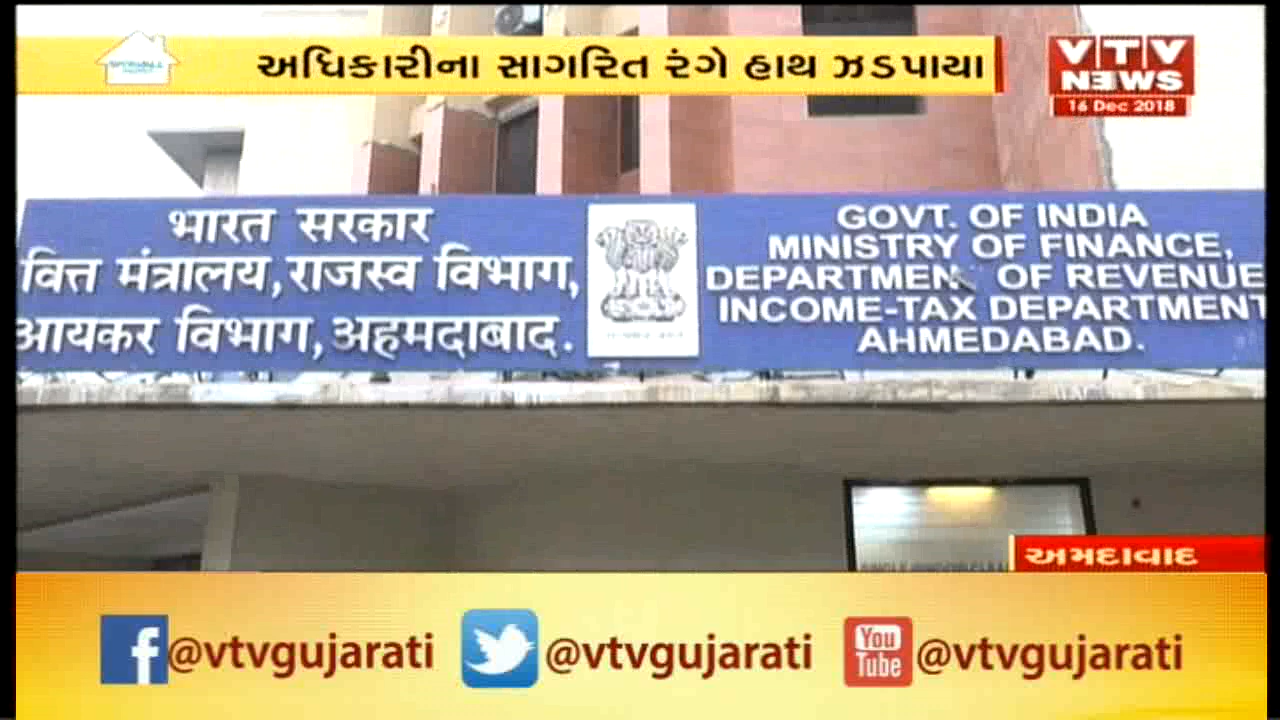 અધિકારીના સાગરિત રંગે હાથ ઝડપાયા
VTV
NEWS
16 Dec 2018
भारत सरकार
वित्त मंत्रालय, राजस्व विभाग,
आयकर विभाग, अहमदाबाद.
GOVT. OF INDIA
MINISTRY OF FINANCE,
DEPARTMEN OF REVENUE
INCOME-TAX DEPARTMENT
AHMEDABAD.
અમદાવાદ
@vtvgujarati
@vtvgujarati
You
Tube
@vtvgujarati